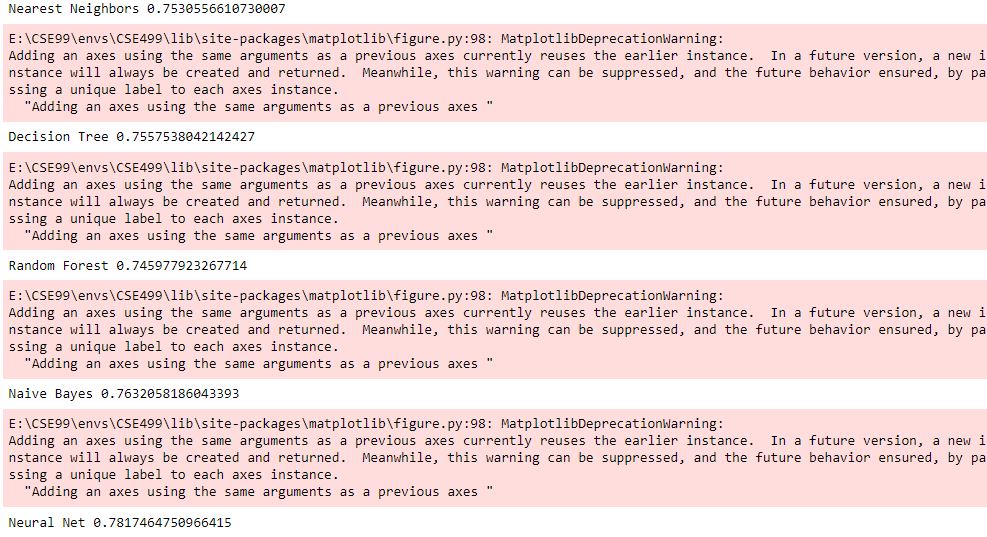 Nearest Neighbors 0.7530556610730007
E:\CSE99\envs\CSE499\lib\site-packages\matplotlib\figure.py:98: MatplotlibDeprecationWarning:
Adding an axes using the same arguments as a previous axes currently reuses the earlier instance.  In a future version, a new i
nstance will always be created and returned.  Meanwhile, this warning can be suppressed, and the future behavior ensured, by pa
ssing a unique label to each axes instance.
  "Adding an axes using the same arguments as a previous axes "
Decision Tree 0.7557538042142427
E:\CSE99\envs\CSE499\lib\site-packages\matplotlib\figure.py:98: MatplotlibDeprecationWarning:
Adding an axes using the same arguments as a previous axes currently reuses the earlier instance.  In a future version, a new i
nstance will always be created and returned.  Meanwhile, this warning can be suppressed, and the future behavior ensured, by pa
ssing a unique label to each axes instance.
  "Adding an axes using the same arguments as a previous axes "
Random Forest 0.745977923267714
E:\CSE99\envs\CSE499\lib\site-packages\matplotlib\figure.py:98: MatplotlibDeprecationWarning:
Adding an axes using the same arguments as a previous axes currently reuses the earlier instance.  In a future version, a new i
nstance will always be created and returned.  Meanwhile, this warning can be suppressed, and the future behavior ensured, by pa
ssing a unique label to each axes instance.
  "Adding an axes using the same arguments as a previous axes "
Naive Bayes 0.7632058186043393
E:\CSE99\envs\CSE499\lib\site-packages\matplotlib\figure.py:98: MatplotlibDeprecationWarning:
Adding an axes using the same arguments as a previous axes currently reuses the earlier instance.  In a future version, a new i
nstance will always be created and returned.  Meanwhile, this warning can be suppressed, and the future behavior ensured, by pa
ssing a unique label to each axes instance.
  "Adding an axes using the same arguments as a previous axes "
Neural Net 0.7817464750966415